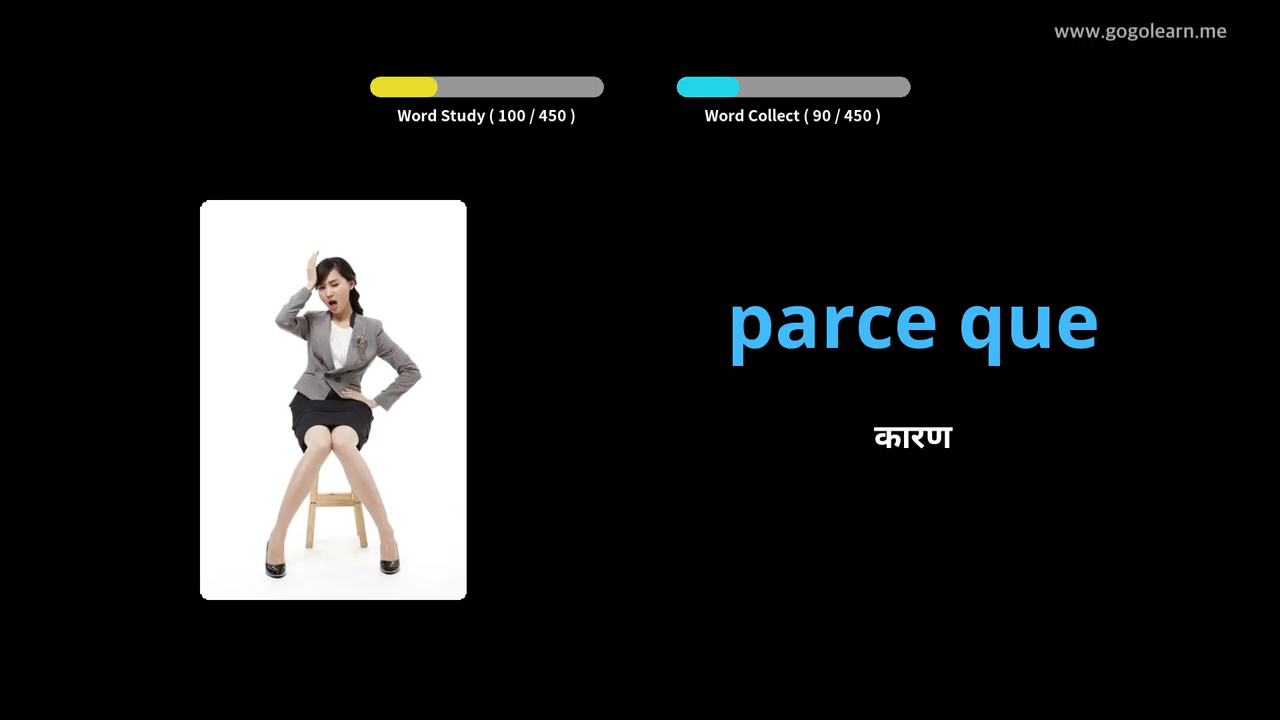 www.gogolearn.me
Word Study ( 100 / 450 )
Word Collect ( 90 / 450 )
parce que
कारण